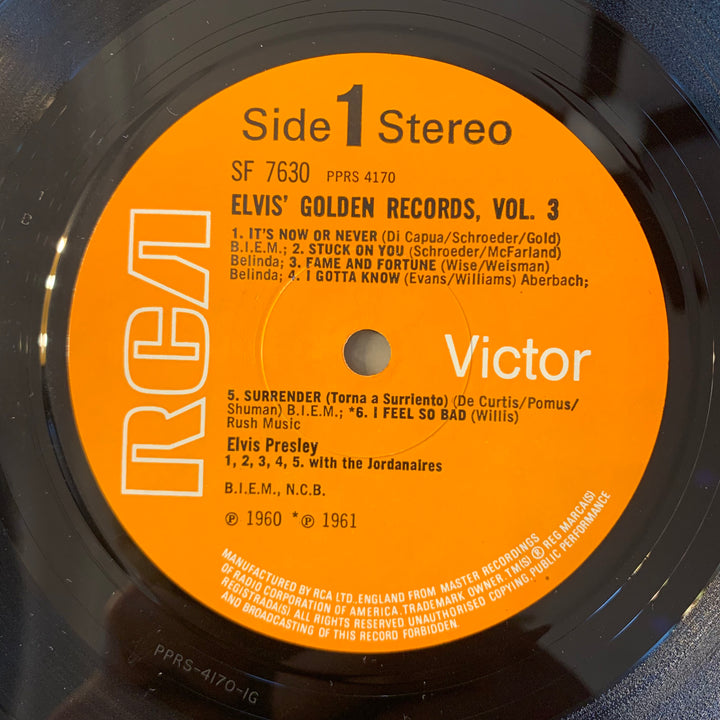 Side 1 Stereo
SF 7630 PPRS 4170
ELVIS' GOLDEN RECORDS, VOL. 3
1. IT'S NOW OR NEVER (Di Capua/Schroeder/Gold)
B.I.E.M.; 2. STUCK ON YOU (Schroeder/McFarland)
Belinda; 3. FAME AND FORTUNE (Wise/Weisman)
Belinda; 4. I GOTTA KNOW (Evans/Williams) Aberbach;
RCA
Victor
5. SURRENDER (Torna a Surriento) (De Curtis/Pomus/
Shuman) B.I.E.M.; *6. I FEEL SO BAD (Willis)
Rush Music
Elvis Presley
1, 2, 3, 4, 5. with the Jordanaires
B.I.E.M., N.C.B.
℗ 1960 *℗ 1961
MANUFACTURED BY RCA LTD., ENGLAND FROM MASTER RECORDINGS
OF RADIO CORPORATION OF AMERICA. TRADEMARK OWNER. TM(S) ® REG MARCA(S)
REGISTRADA(S) ALL RIGHTS RESERVED UNAUTHORISED COPYING, PUBLIC PERFORMANCE
AND BROADCASTING OF THIS RECORD FORBIDDEN.
PPRS-4170-1G